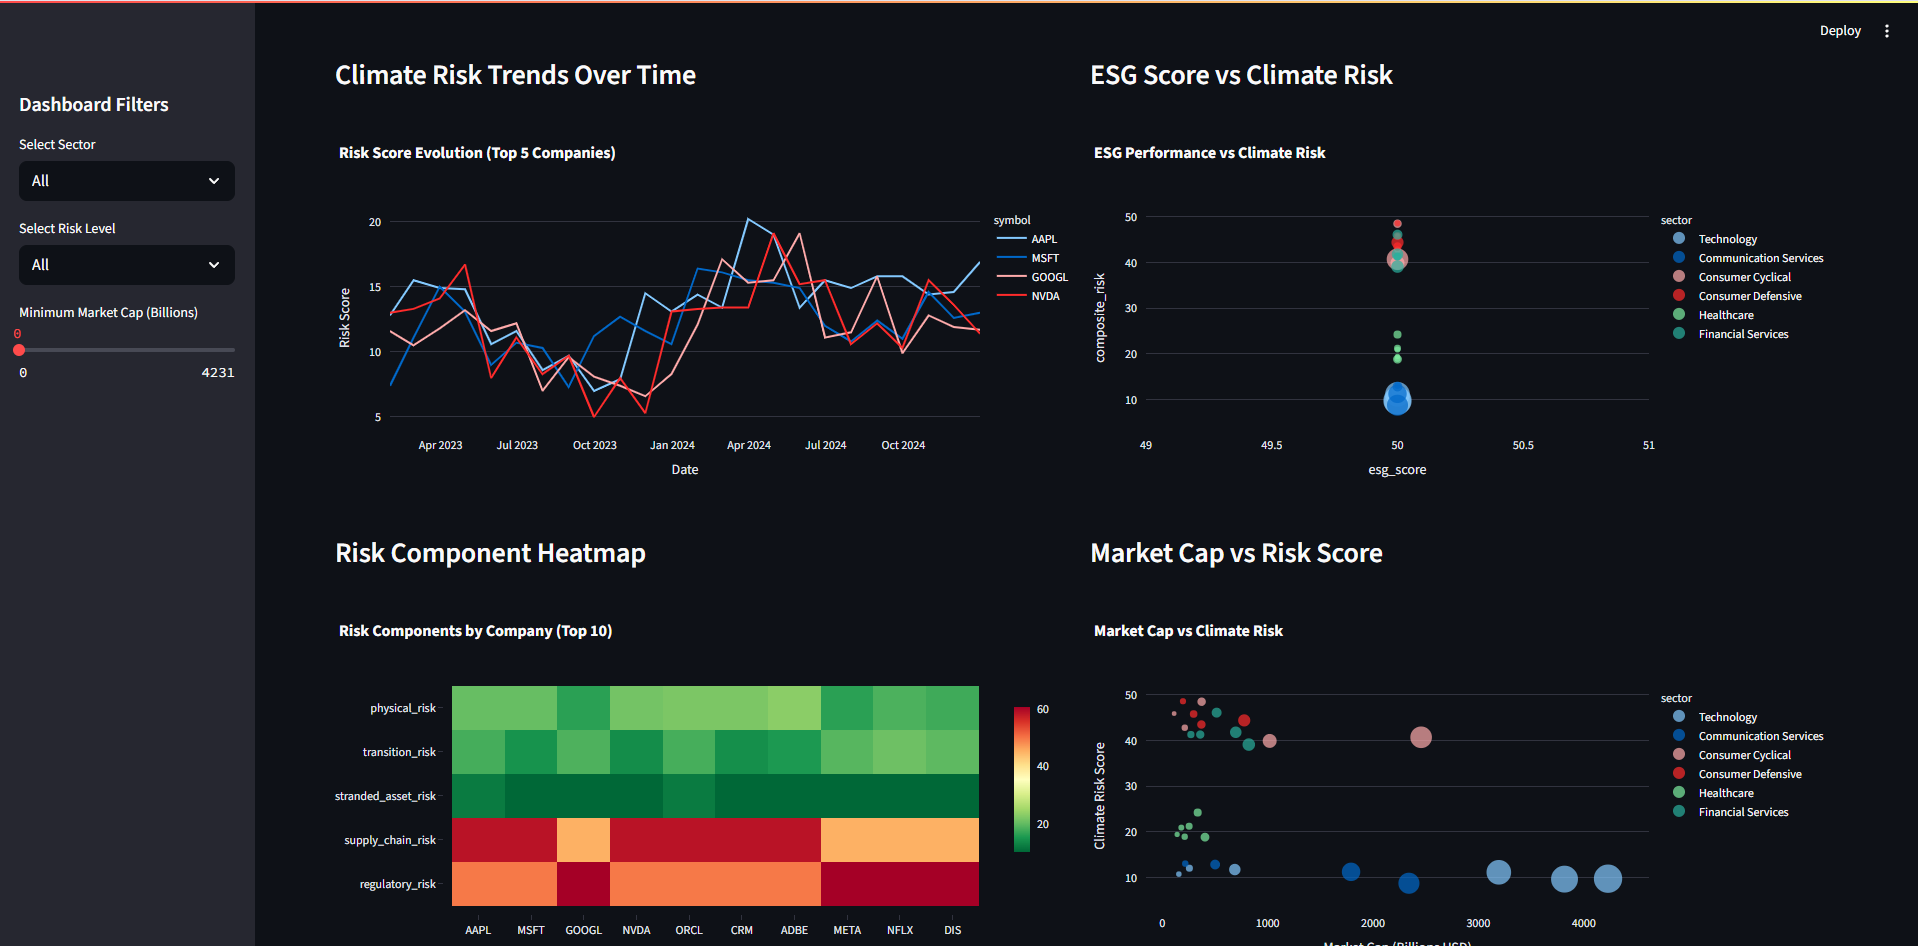 Deploy
Dashboard Filters
Select Sector
All
Select Risk Level
All
Minimum Market Cap (Billions)
0
0 4231
Climate Risk Trends Over Time
Risk Score Evolution (Top 5 Companies)
Risk Score
20
15
10
5
Apr 2023 Jul 2023 Oct 2023 Jan 2024 Apr 2024 Jul 2024 Oct 2024
Date
symbol
AAPL
MSFT
GOOGL
NVDA
ESG Score vs Climate Risk
ESG Performance vs Climate Risk
composite_risk
50
40
30
20
10
49 49.5 50 50.5 51
esg_score
sector
Technology
Communication Services
Consumer Cyclical
Consumer Defensive
Healthcare
Financial Services
Risk Component Heatmap
Risk Components by Company (Top 10)
physical_risk
transition_risk
stranded_asset_risk
supply_chain_risk
regulatory_risk
AAPL MSFT GOOGL NVDA ORCL CRM ADBE META NFLX DIS
60
40
20
Market Cap vs Risk Score
Market Cap vs Climate Risk
Climate Risk Score
50
40
30
20
10
0 1000 2000 3000 4000
Market Cap (Billions USD)
sector
Technology
Communication Services
Consumer Cyclical
Consumer Defensive
Healthcare
Financial Services